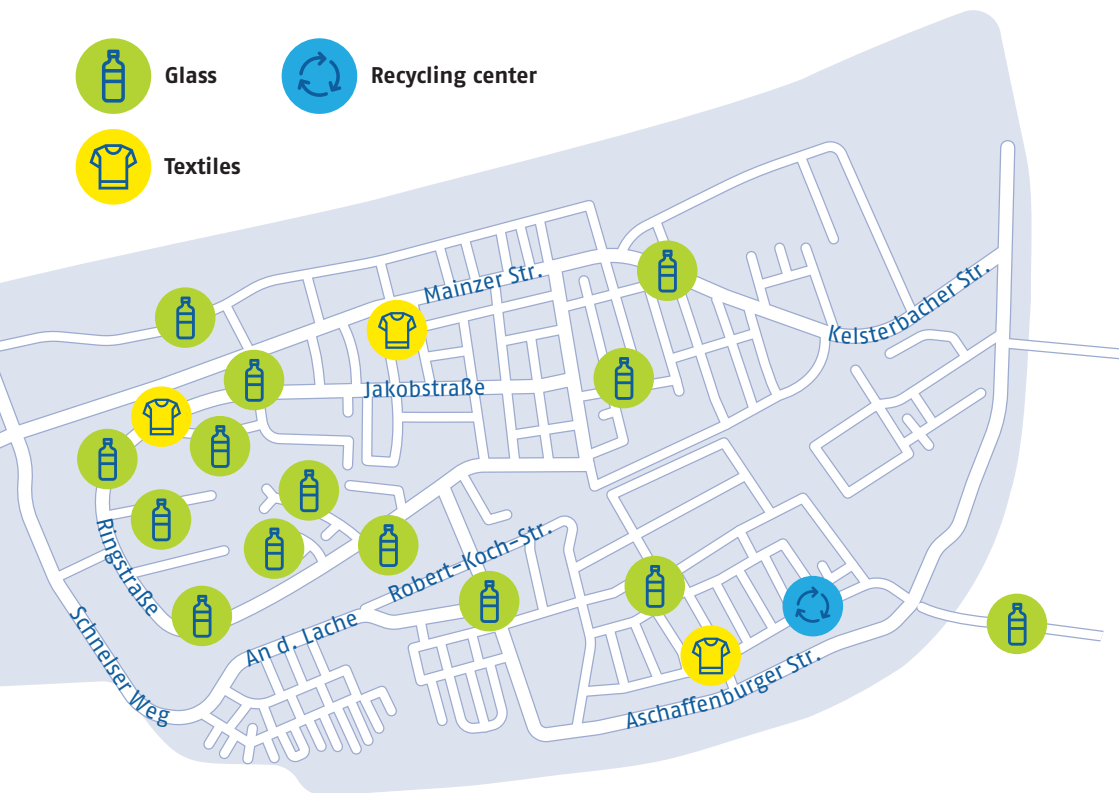 Glass
Recycling center
Textiles
Mainzer Str.
Kelsterbacher Str.
Jakobstraße
Ringstraße
Robert-Koch-Str.
An d. Lache
Schnelser Weg
Aschaffenburger Str.